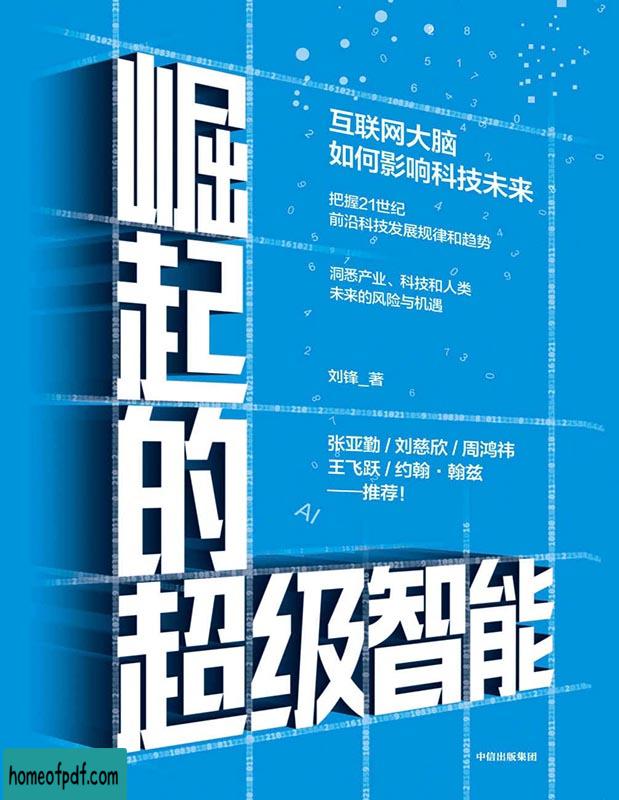 崛起的
超级智能
互联网大脑
如何影响科技未来
把握21世纪
前沿科技发展规律和趋势
洞悉产业、科技和人类
未来的风险与机遇
刘锋_著
张亚勤/刘慈欣/周鸿祎
王飞跃/约翰·翰兹
——推荐!
AI
中信出版集团
homeofpdf.com